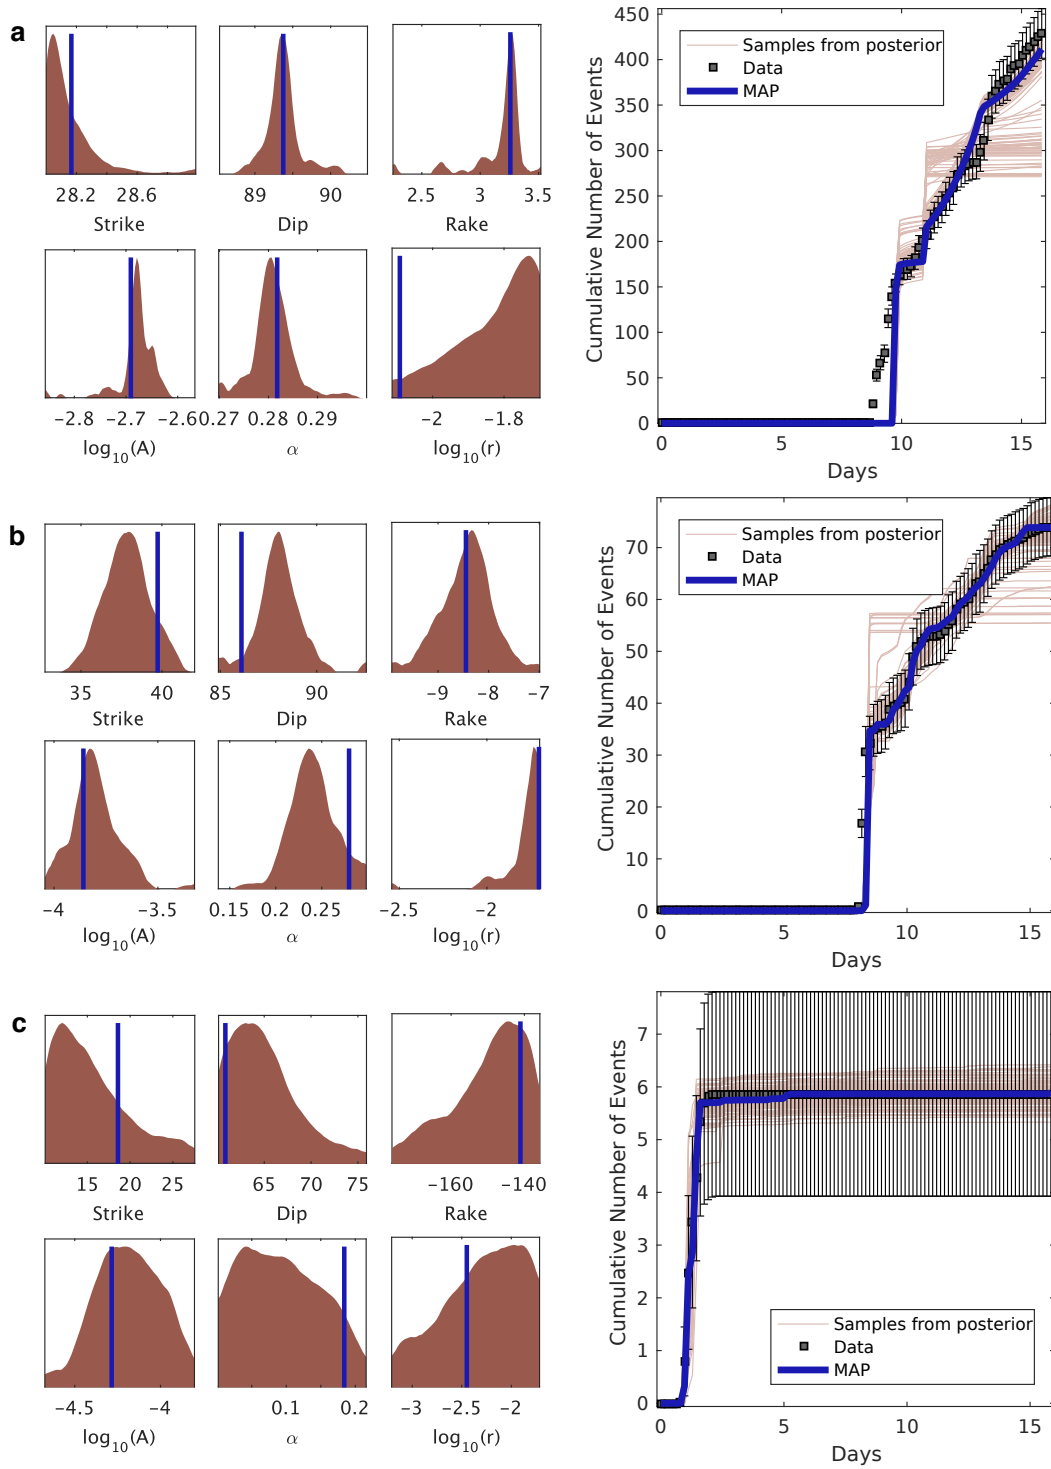 a
28.2 28.6
Strike
89 90
Dip
2.5 3 3.5
Rake
−2.8 −2.7 −2.6
log10(A)
0.27 0.28 0.29
α
−2 −1.8
log10(r)
450
400
350
300
250
200
150
100
50
0
Cumulative Number of Events
Samples from posterior
Data
MAP
0 5 10 15
Days
b
35 40
Strike
85 90
Dip
−9 −8 −7
Rake
−4 −3.5
log10(A)
0.15 0.2 0.25
α
−2.5 −2
log10(r)
70
60
50
40
30
20
10
0
Cumulative Number of Events
Samples from posterior
Data
MAP
0 5 10 15
Days
c
15 20 25
Strike
65 70 75
Dip
−160 −140
Rake
−4.5 −4
log10(A)
0.1 0.2
α
−3 −2.5 −2
log10(r)
7
6
5
4
3
2
1
0
Cumulative Number of Events
Samples from posterior
Data
MAP
0 5 10 15
Days